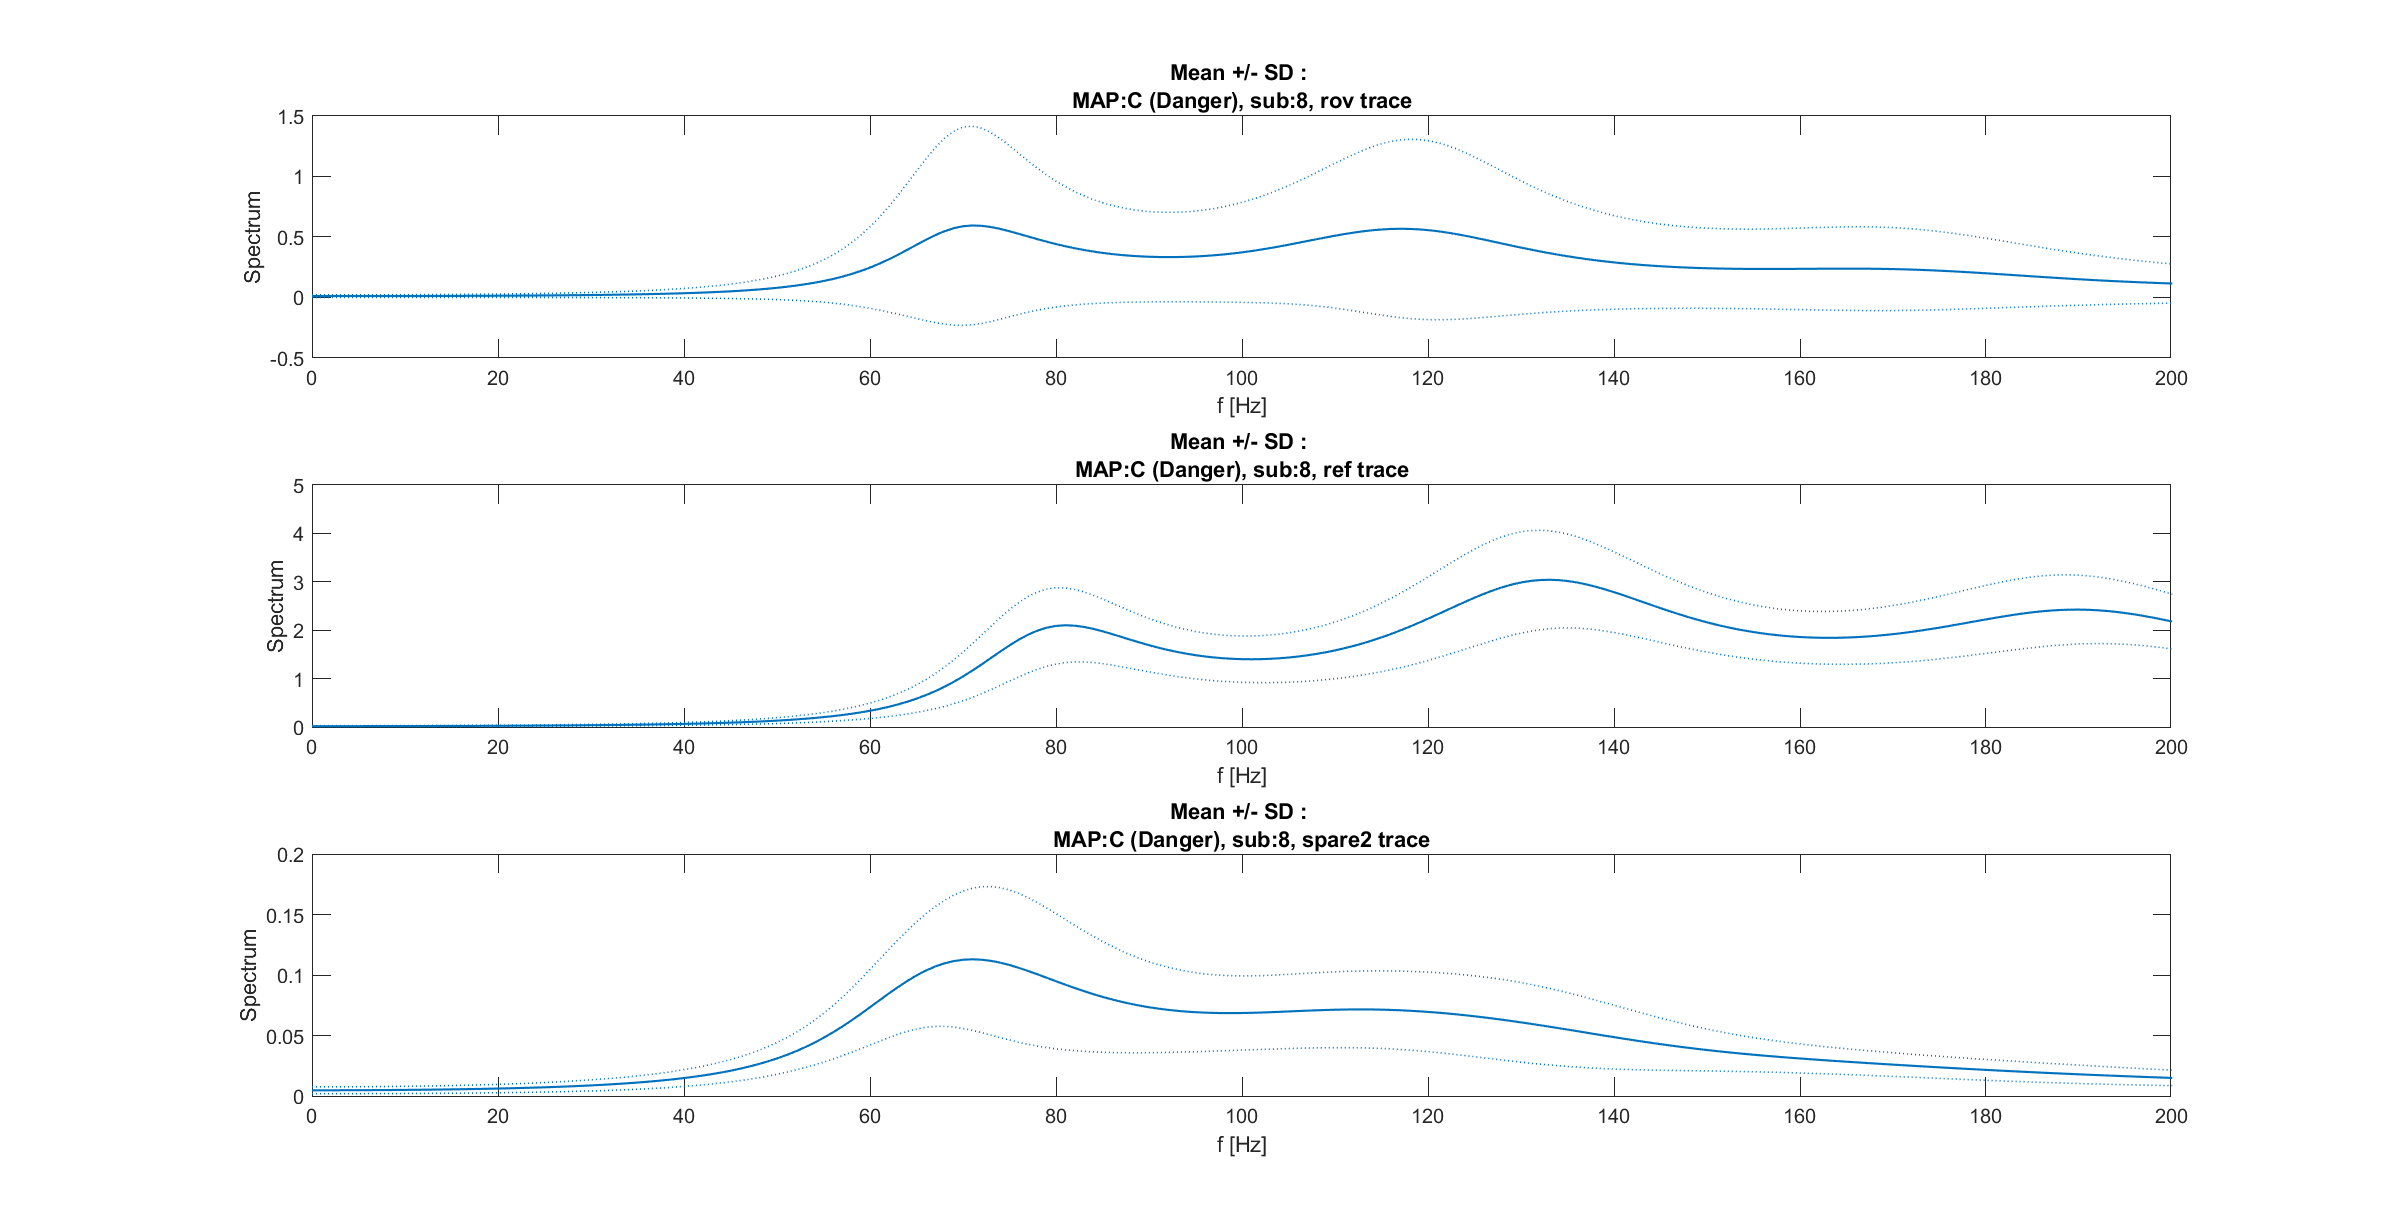 Mean +/- SD :
MAP:C (Danger), sub:8, rov trace
1.5
1
0.5
0
-0.5
Spectrum
0 20 40 60 80 100 120 140 160 180 200
f [Hz]
Mean +/- SD :
MAP:C (Danger), sub:8, ref trace
5
4
3
2
1
0
Spectrum
0 20 40 60 80 100 120 140 160 180 200
f [Hz]
Mean +/- SD :
MAP:C (Danger), sub:8, spare2 trace
0.2
0.15
0.1
0.05
0
Spectrum
0 20 40 60 80 100 120 140 160 180 200
f [Hz]